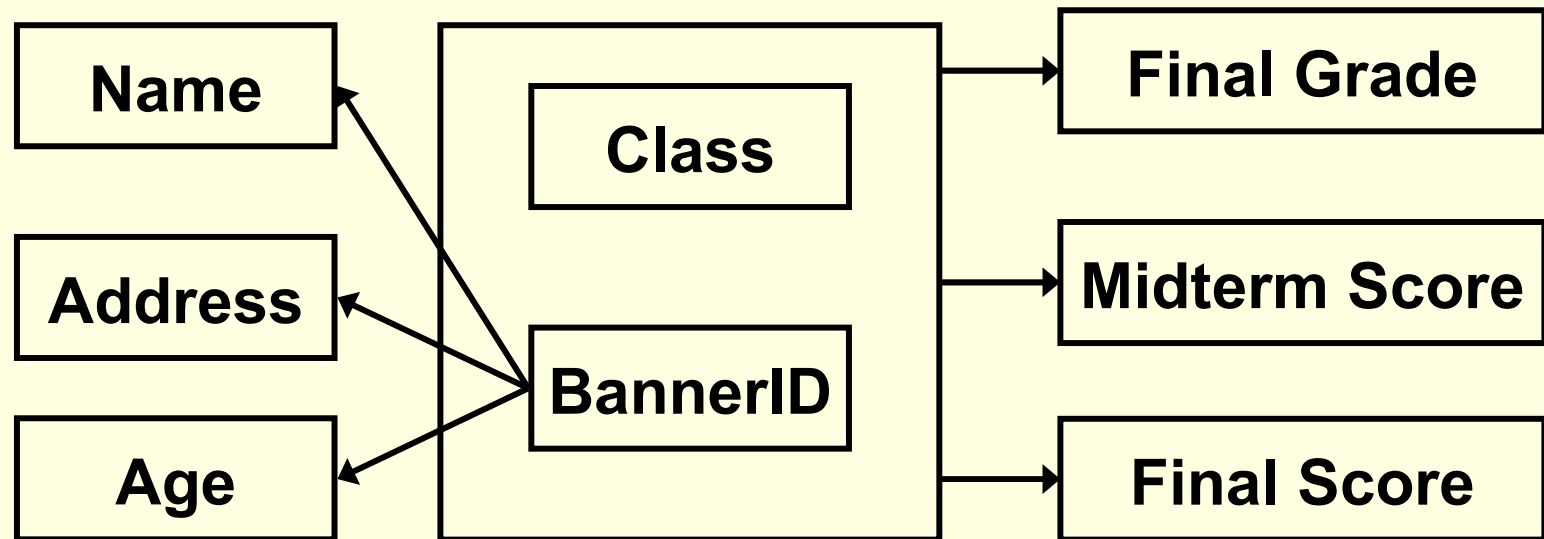 Name
Address
Age
Class
BannerID
Final Grade
Midterm Score
Final Score